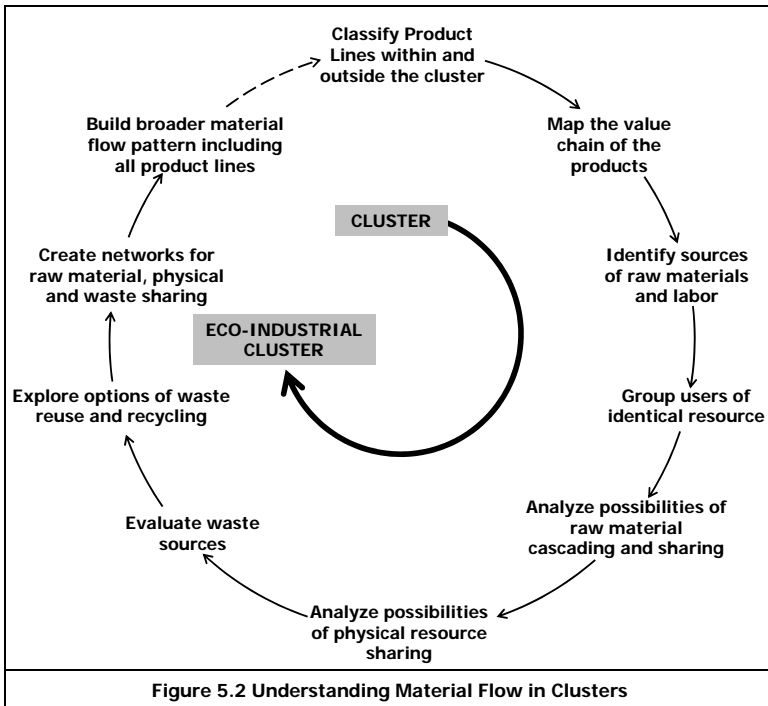 Classify Product
Lines within and
outside the cluster
Map the value
chain of the
products
Identify sources
of raw materials
and labor
Group users of
identical resource
Analyze possibilities of
raw material
cascading and sharing
Analyze possibilities
of physical resource
sharing
Evaluate waste
sources
Explore options of waste
reuse and recycling
Create networks for
raw material, physical
and waste sharing
Build broader material
flow pattern including
all product lines
CLUSTER
ECO-INDUSTRIAL
CLUSTER
Figure 5.2 Understanding Material Flow in Clusters